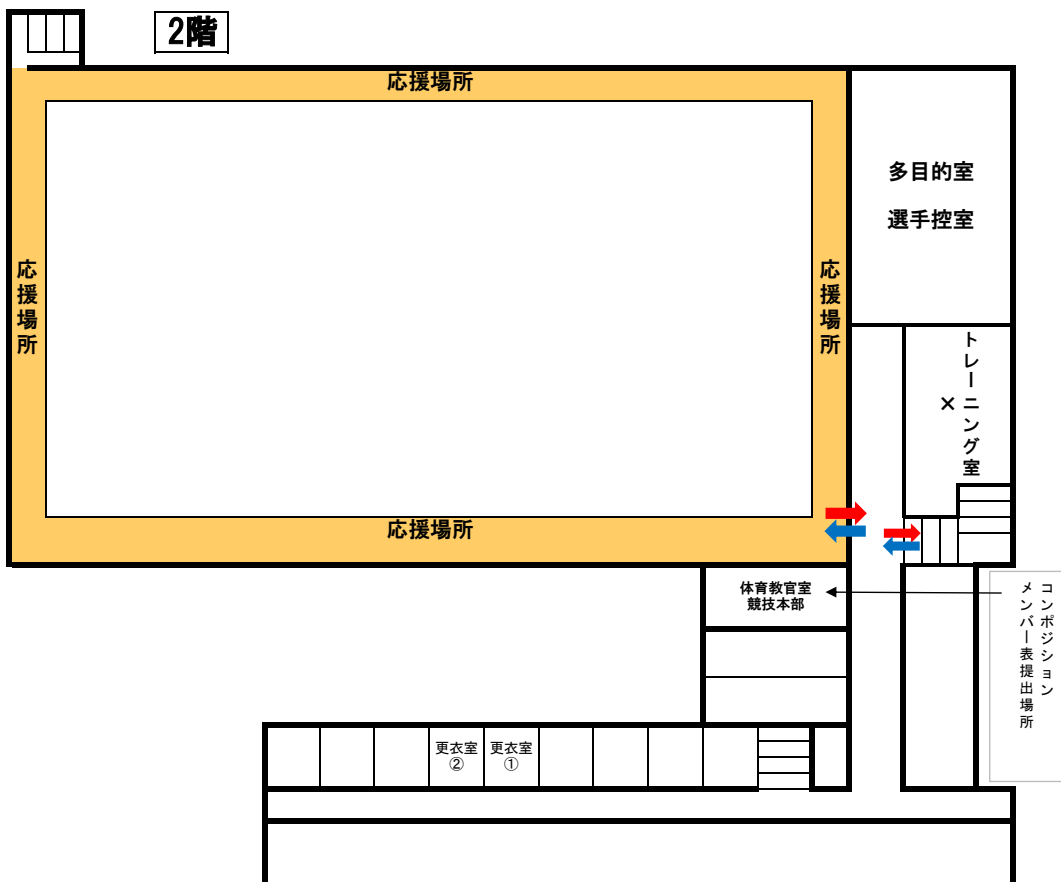 2階
応援場所
多目的室
選手控室
応援場所
応援場所
トレーニング室
×
応援場所
体育教官室
競技本部
コンポジション
メンバー表提出場所
更衣室
②
更衣室
①